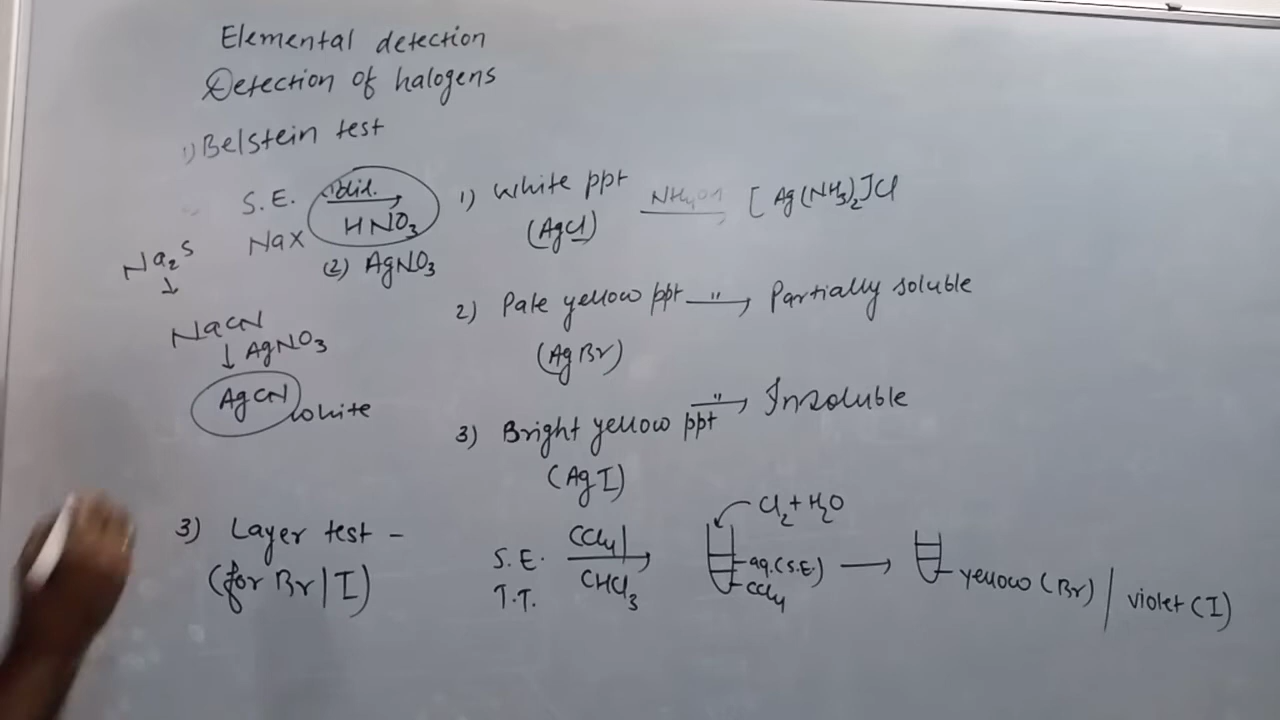 Elemental detection
Detection of halogens
1) Belstein test
S.E. (1) dil. HNO₃ 1) White ppt NH₄OH [Ag(NH₃)₂]Cl
NaX (2) AgNO₃ (AgCl)
Na₂S
↓
NaCN
↓ AgNO₃
AgCN white
2) Pale yellow ppt —"→ Partially soluble
(AgBr)
3) Bright yellow ppt —"→ Insoluble
(AgI)
3) Layer test - S.E. CCl₄| → Cl₂+H₂O
(for Br/I) T.T. CHCl₃ aq.(S.E) → yellow (Br) / violet (I)
CCl₄